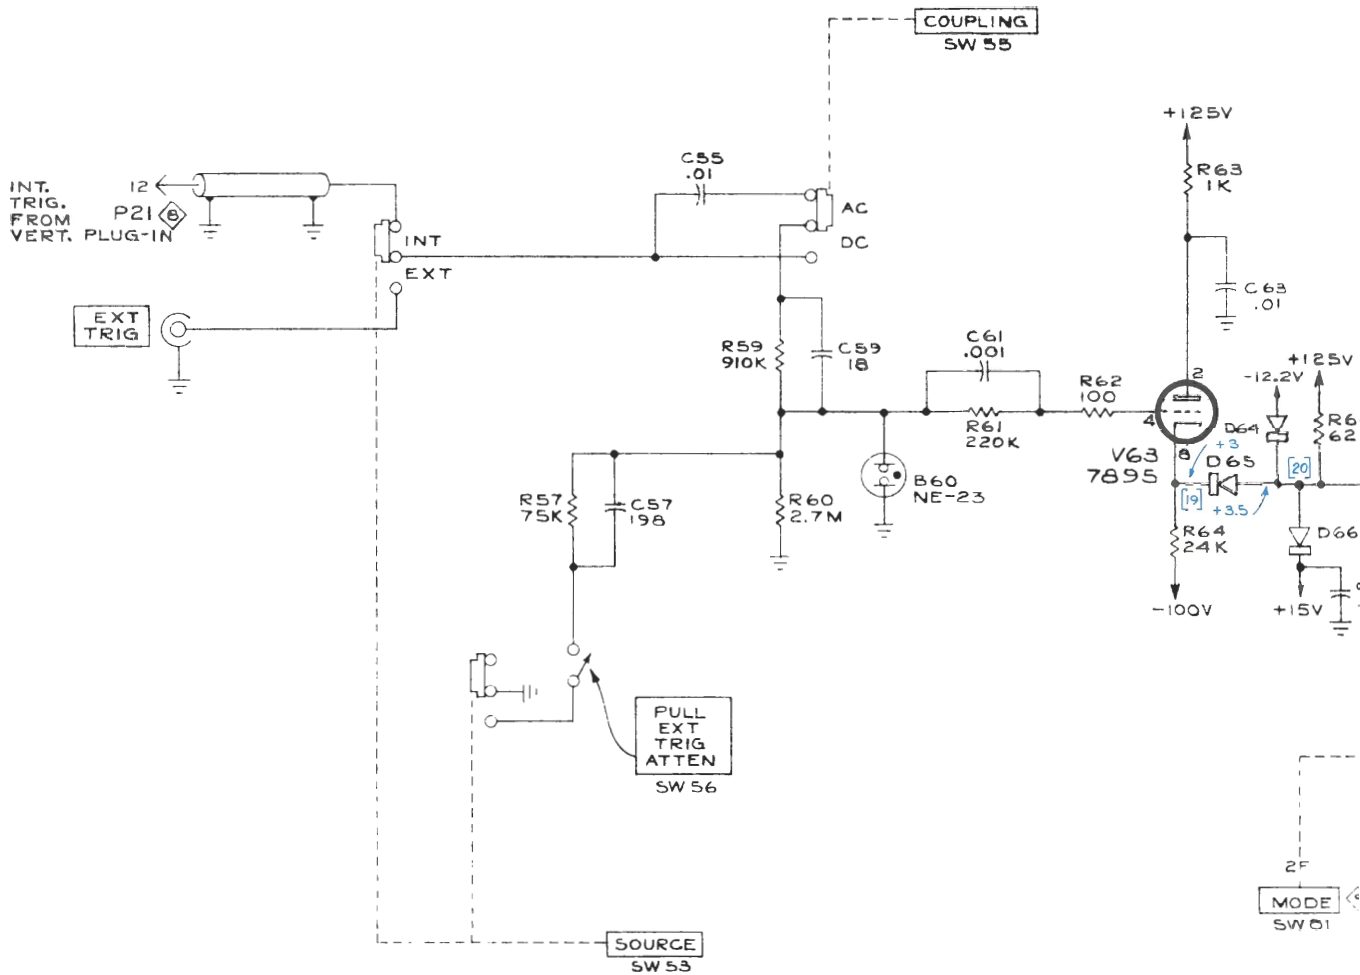 COUPLING
SW 55
+125V
C55
.01
R63
1K
INT.
TRIG.
FROM
VERT. PLUG-IN
12
P21
8
AC
DC
INT
EXT
C63
.01
EXT
TRIG
R59
910K
C59
18
C61
.001
R62
100
R61
220K
2
4
8
V63
7895
-12.2V
+125V
D64
62
+3
D65
[20]
[19]
+3.5
B60
NE-23
R57
75K
C57
198
R60
2.7M
R64
24K
D66
-100V
+15V
PULL
EXT
TRIG
ATTEN
SW 56
2F
MODE
SW 81
SOURCE
SW 53